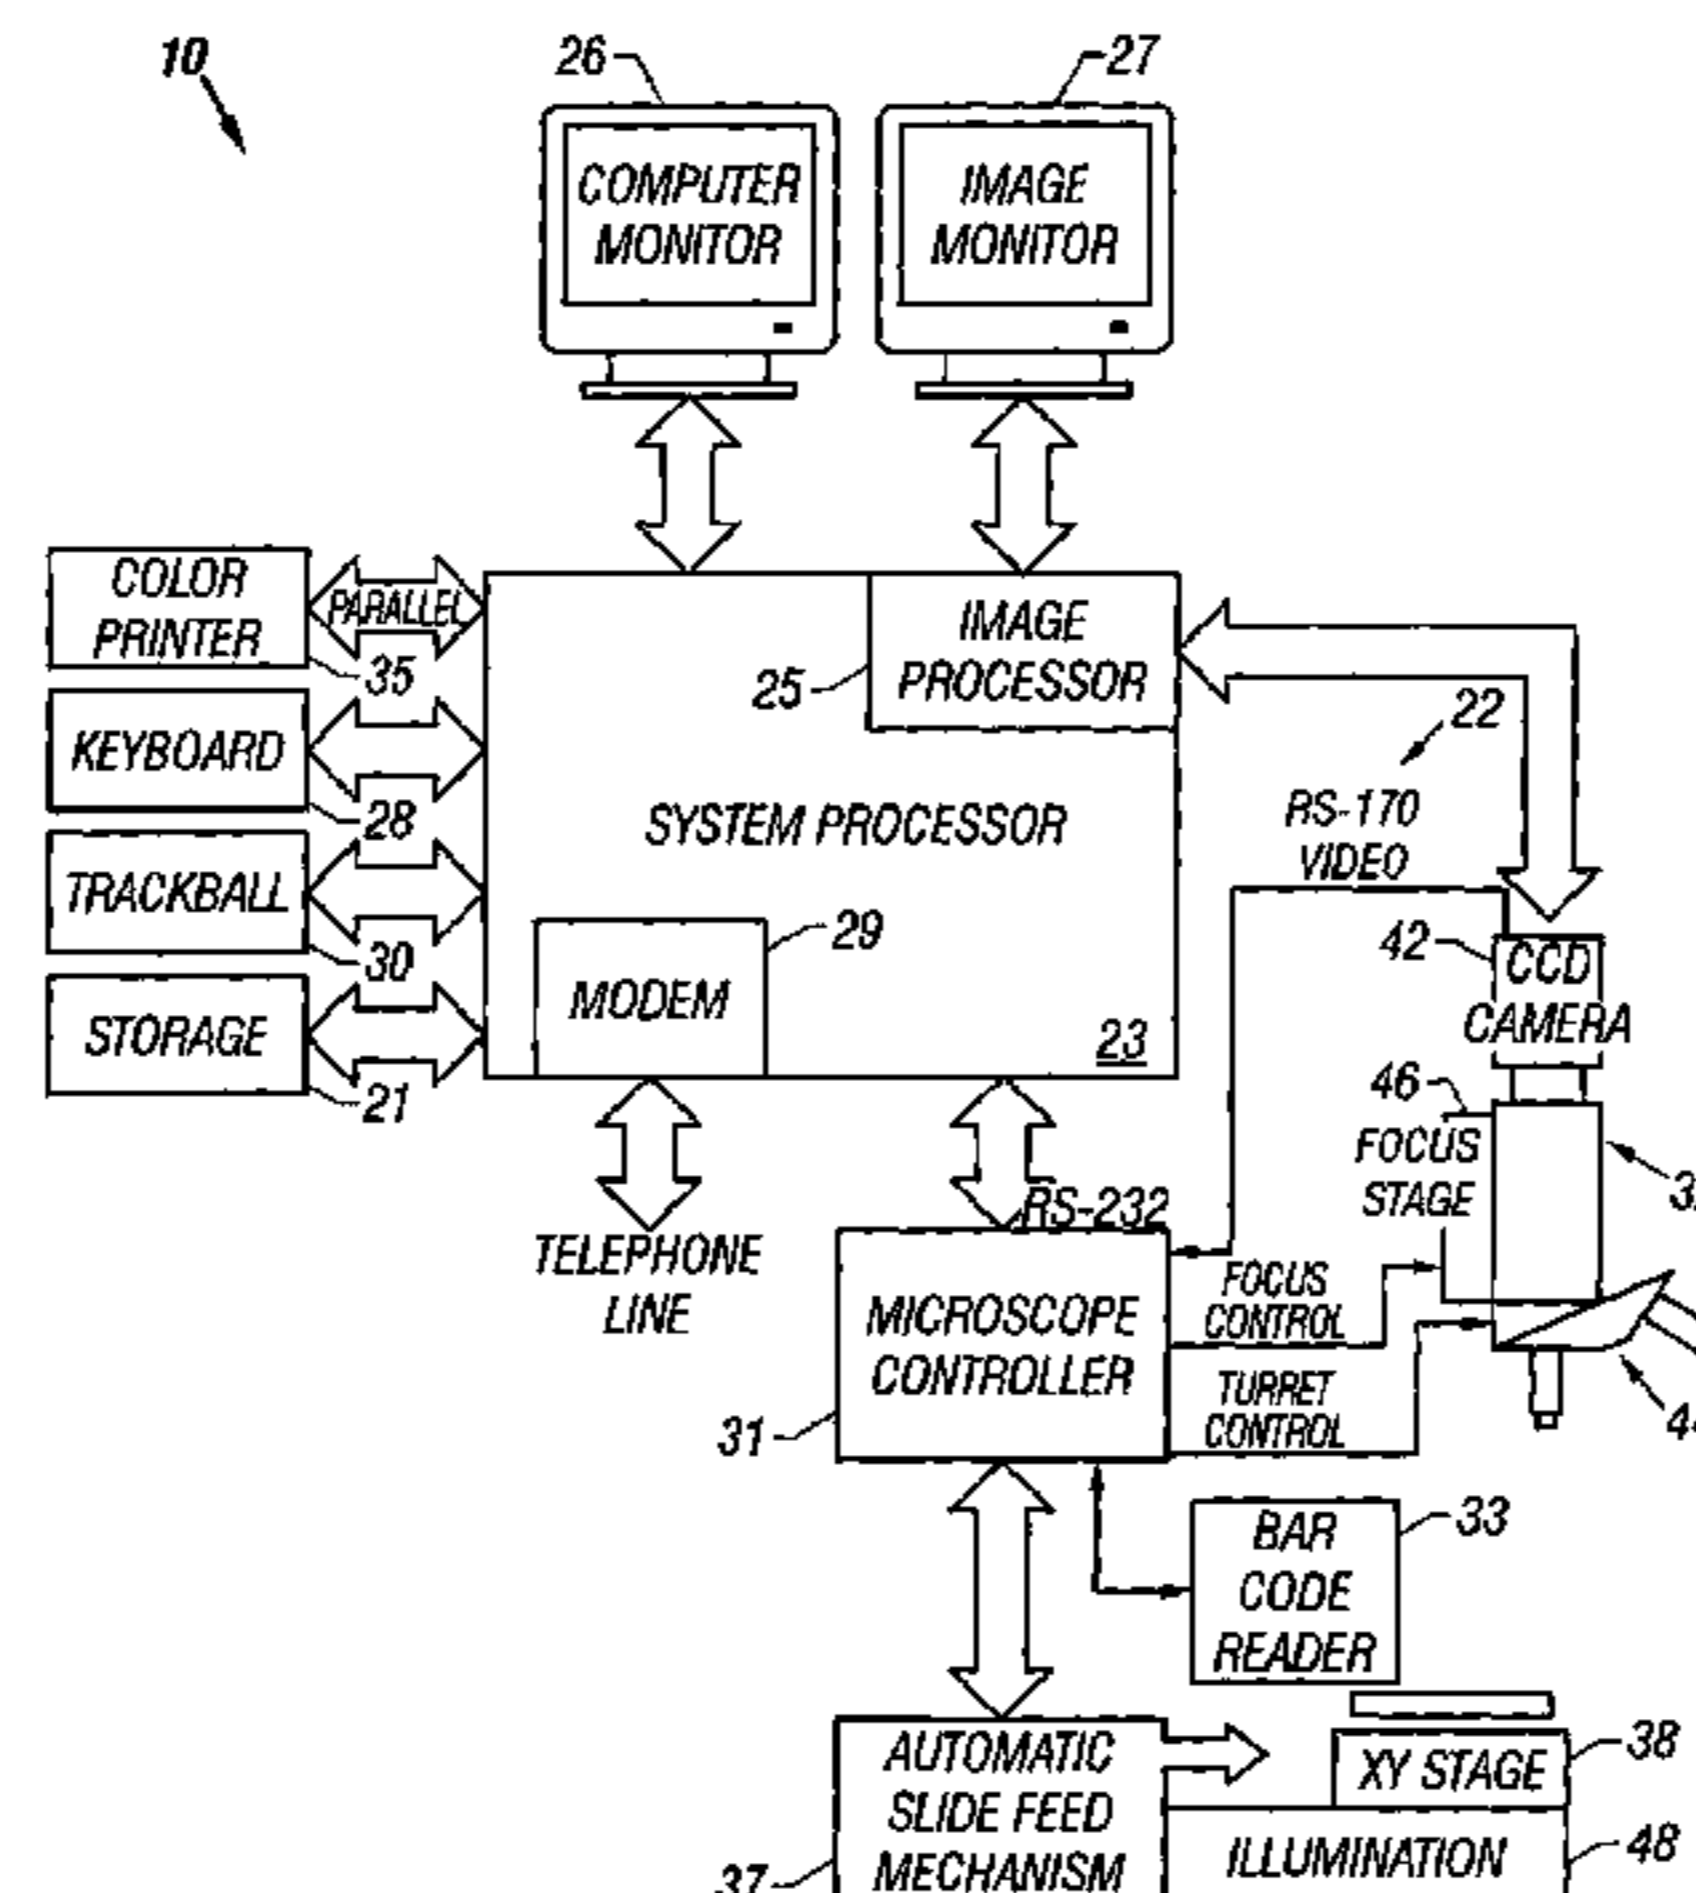 10
26
27
COMPUTER
MONITOR
IMAGE
MONITOR
COLOR
PRINTER
PARALLEL
35
KEYBOARD
28
TRACKBALL
30
STORAGE
21
IMAGE
PROCESSOR
25
SYSTEM PROCESSOR
MODEM
29
23
22
RS-170
VIDEO
42
CCD
CAMERA
46
FOCUS
STAGE
TELEPHONE
LINE
RS-232
MICROSCOPE
CONTROLLER
31
FOCUS
CONTROL
TURRET
CONTROL
BAR
CODE
READER
33
AUTOMATIC
SLIDE FEED
MECHANISM
37
XY STAGE
38
ILLUMINATION
48